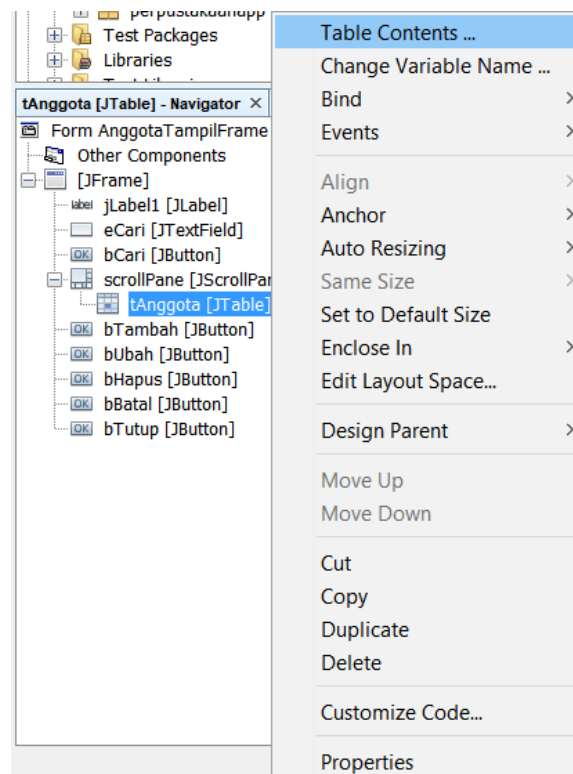 perpustakaanapp
Test Packages
Libraries
tAnggota [JTable] - Navigator ×
Form AnggotaTampilFrame
Other Components
[JFrame]
label jLabel1 [JLabel]
eCari [JTextField]
OK bCari [JButton]
scrollPane [JScrollPan
tAnggota [JTable]
OK bTambah [JButton]
OK bUbah [JButton]
OK bHapus [JButton]
OK bBatal [JButton]
OK bTutup [JButton]
Table Contents ...
Change Variable Name ...
Bind
Events
Align
Anchor
Auto Resizing
Same Size
Set to Default Size
Enclose In
Edit Layout Space...
Design Parent
Move Up
Move Down
Cut
Copy
Duplicate
Delete
Customize Code...
Properties